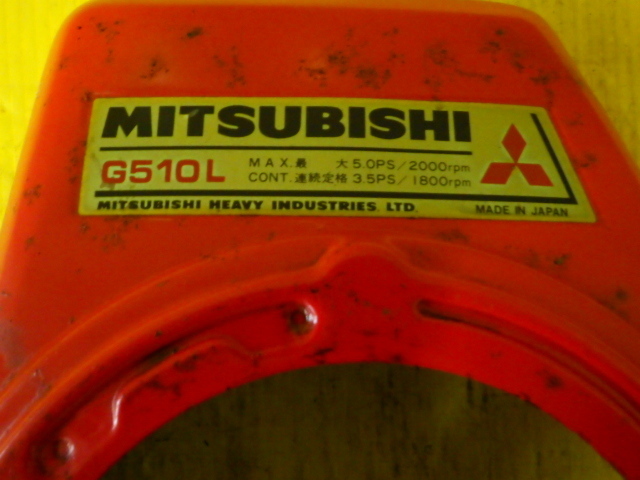 MITSUBISHI
G510L
MAX.最 大 5.0PS/2000rpm
CONT.連続定格 3.5PS/1800rpm
MITSUBISHI HEAVY INDUSTRIES. LTD.
MADE IN JAPAN